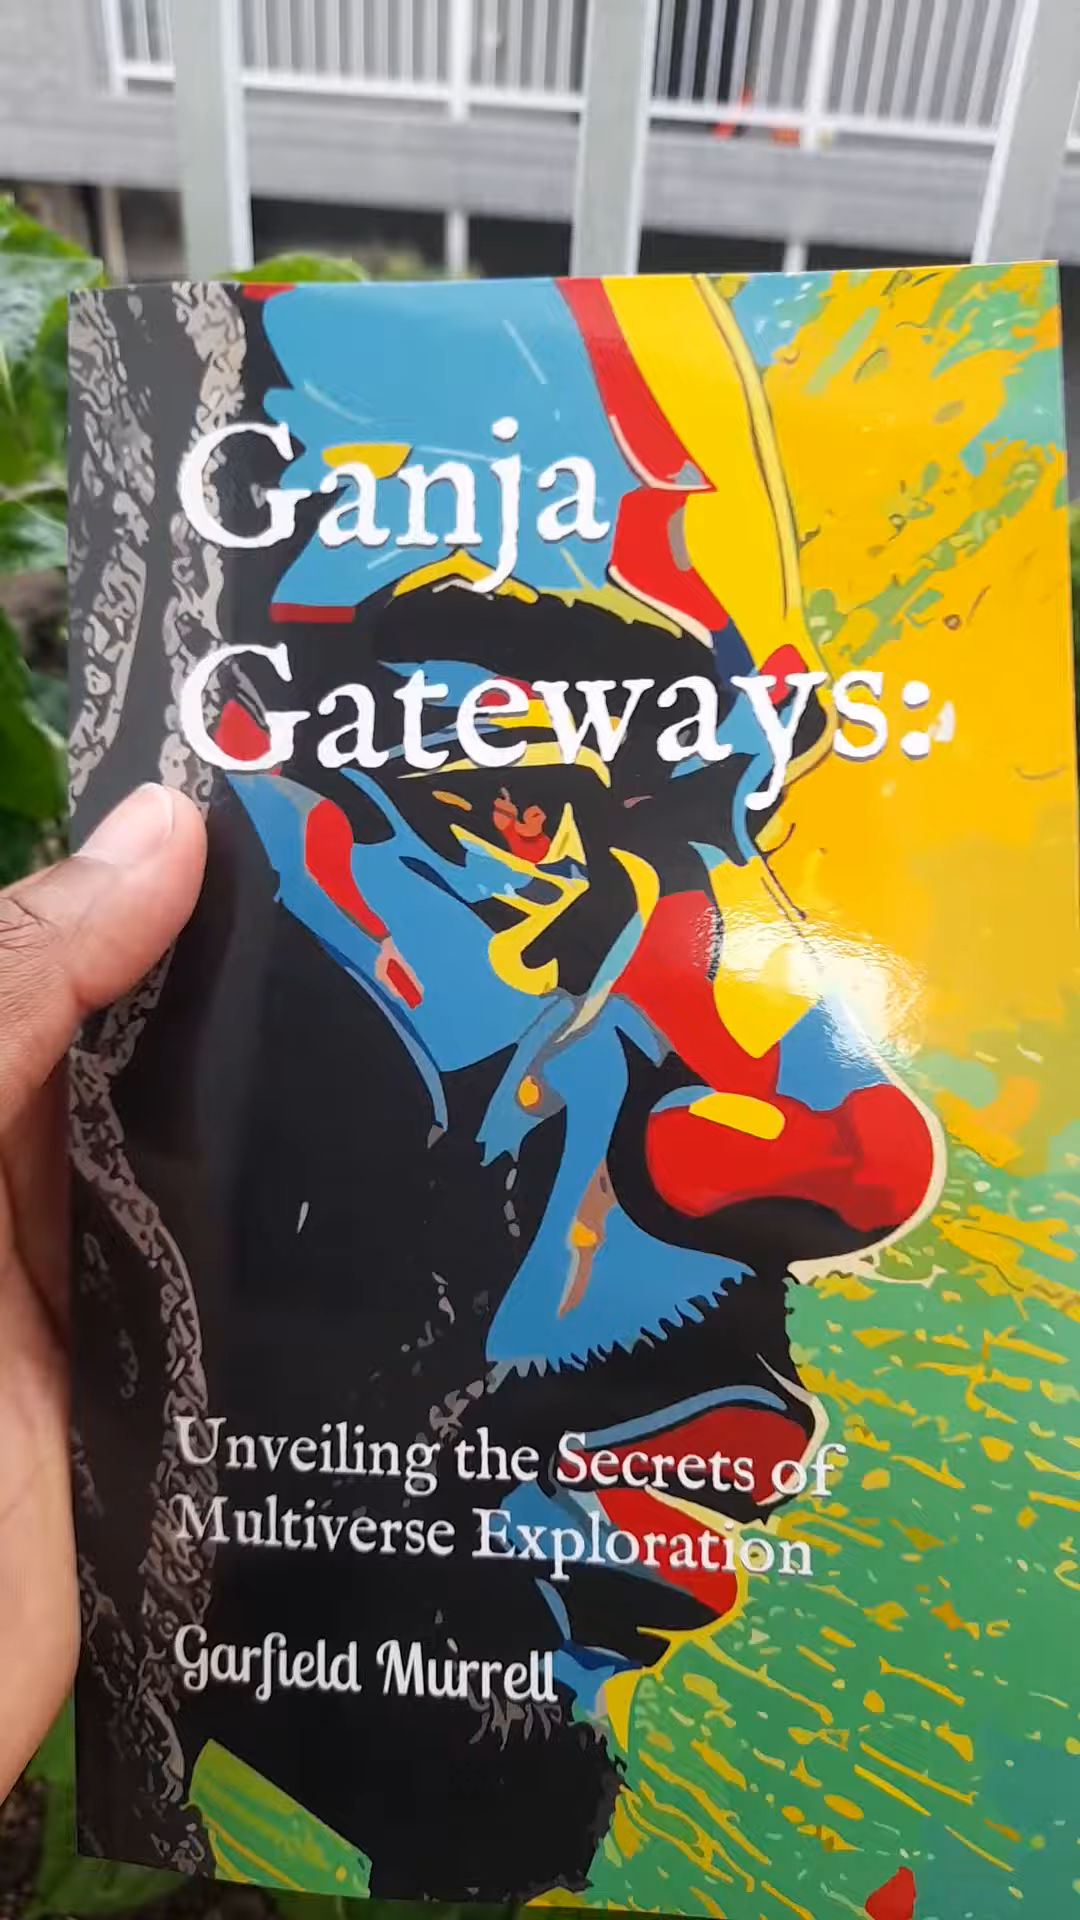 Ganja
Gateways:
Unveiling the Secrets of
Multiverse Exploration
Garfield Murrell